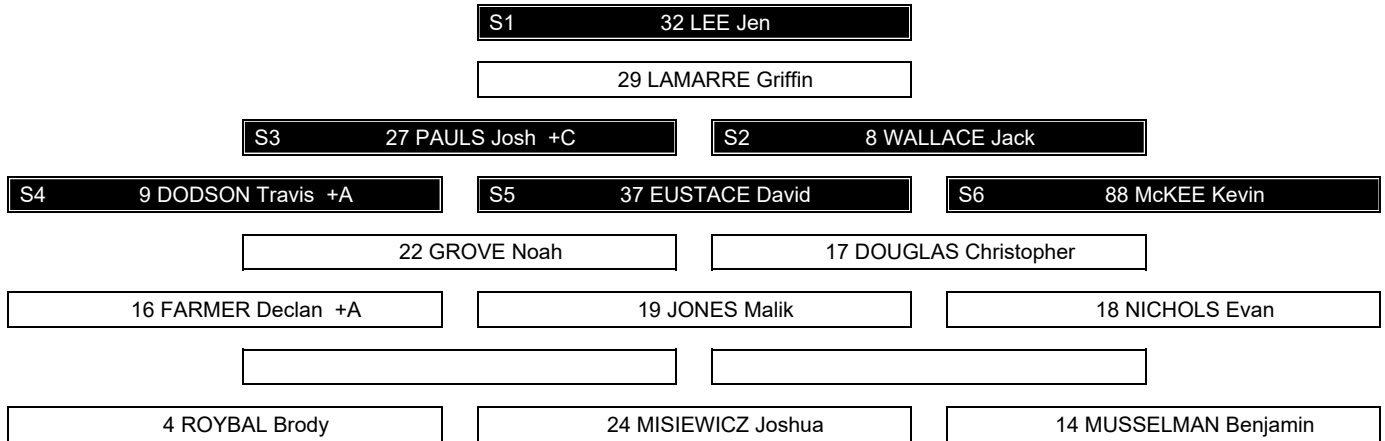 S1 32 LEE Jen
29 LAMARRE Griffin
S3 27 PAULS Josh +C S2 8 WALLACE Jack
S4 9 DODSON Travis +A S5 37 EUSTACE David S6 88 McKEE Kevin
22 GROVE Noah 17 DOUGLAS Christopher
16 FARMER Declan +A 19 JONES Malik 18 NICHOLS Evan
4 ROYBAL Brody 24 MISIEWICZ Joshua 14 MUSSELMAN Benjamin